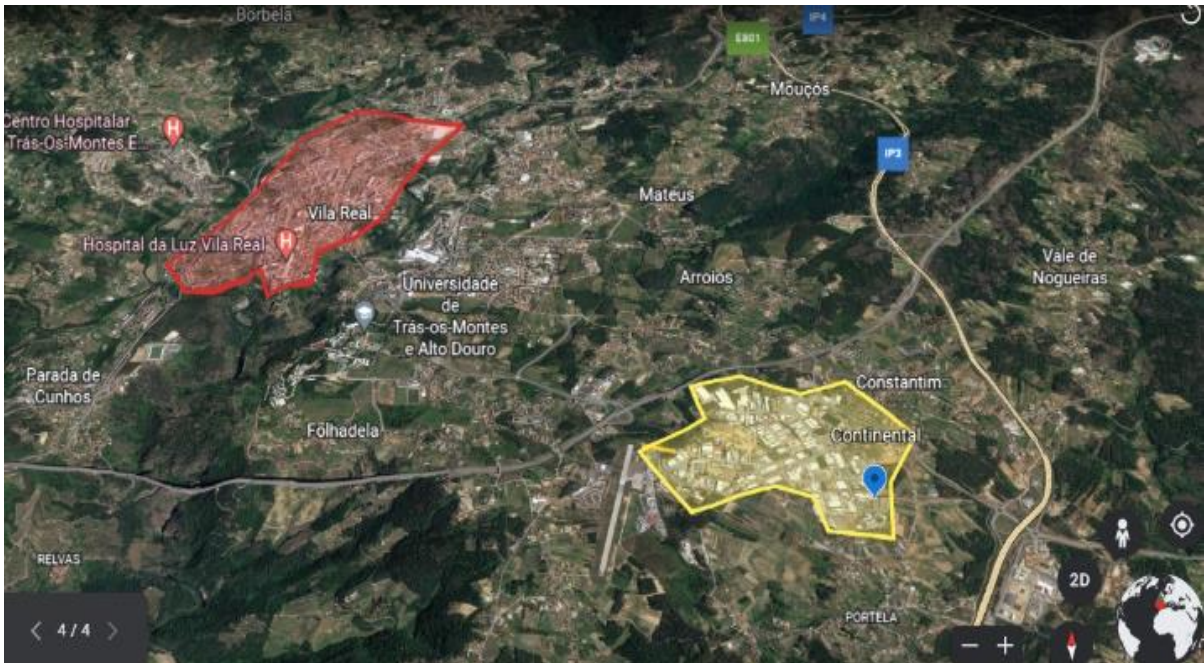 Borbela
IP4
E801
Mouçós
Centro Hospitalar
Trás-Os-Montes E...
H
IP3
Mateus
Vila Real
Hospital da Luz Vila Real
H
Vale de
Nogueiras
Arroios
Universidade
de
Trás-os-Montes
e Alto Douro
Parada de
Cunhos
Constantim
Folhadela
Continental
RELVAS
2D
PORTELA
4 / 4